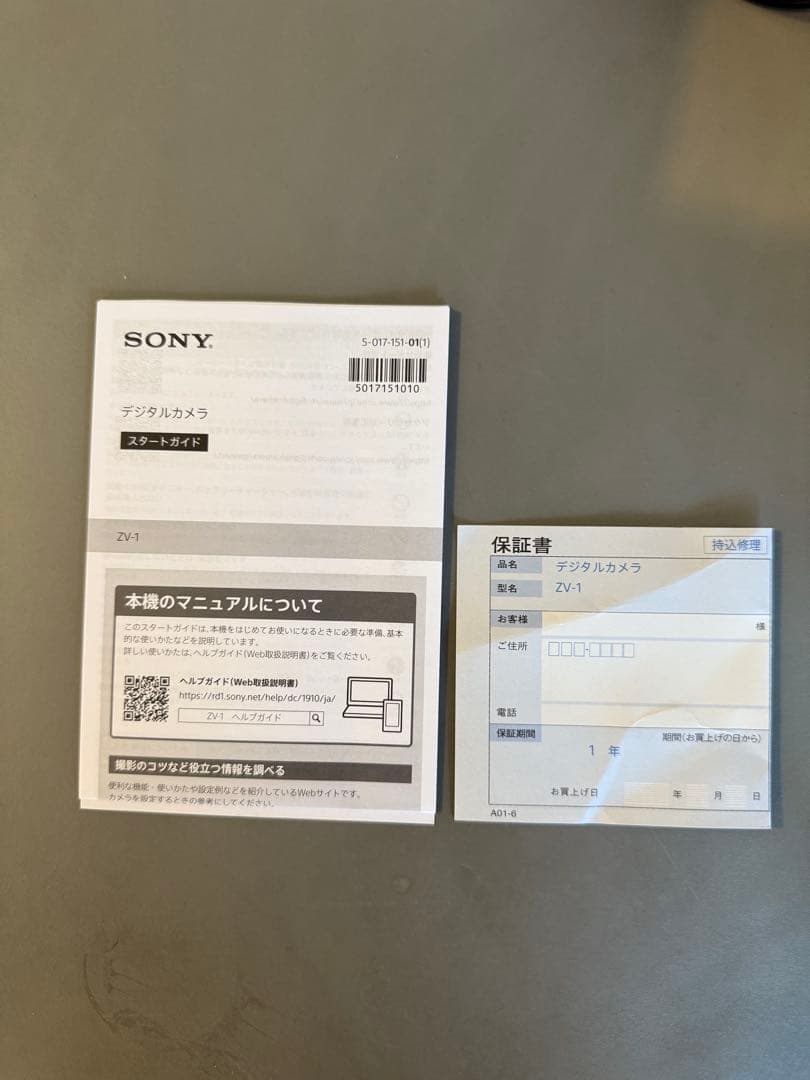 SONY®
5-017-151-01(1)
5017151010
デジタルカメラ
スタートガイド
ZV-1
本機のマニュアルについて
このスタートガイドは、本機をはじめてお使いになるときに必要な準備、基本
的な使いかたなどを説明しています。
詳しい使いかたは、ヘルプガイド(Web取扱説明書)をご覧ください。
ヘルプガイド(Web取扱説明書)
https://rd1.sony.net/help/dc/1910/ja/
ZV-1 ヘルプガイド
撮影のコツなど役立つ情報を調べる
便利な機能・使いかたや設定例などを紹介しているWebサイトです。
カメラを設定するときの参考にしてください。
保証書
持込修理
品名 デジタルカメラ
型名 ZV-1
お客様 様
ご住所
電話
保証期間 期間(お買上げの日から)
1 年
お買上げ日 年 月 日
A01-6